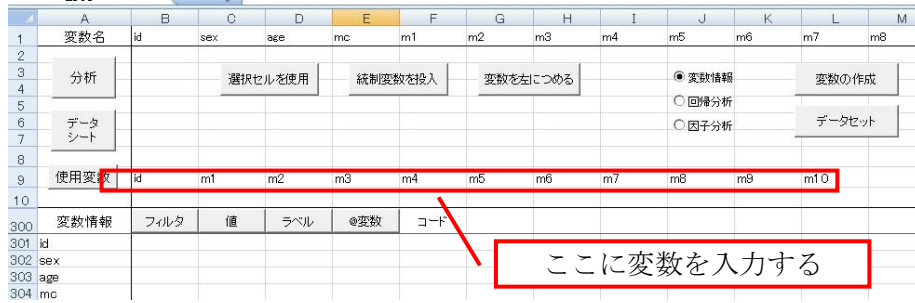 A B C D E F G H I J K L M
1 変数名 id sex age mc m1 m2 m3 m4 m5 m6 m7 m8
2
3 分析 選択セルを使用 統制変数を投入 変数を左につめる 変数情報 変数の作成
4
5 回帰分析
6 データシート 因子分析 データセット
7
8
9 使用変数 id m1 m2 m3 m4 m5 m6 m7 m8 m9 m10
10
300 変数情報 フィルタ 値 ラベル @変数 コード
301 id
302 sex ここに変数を入力する
303 age
304 mc